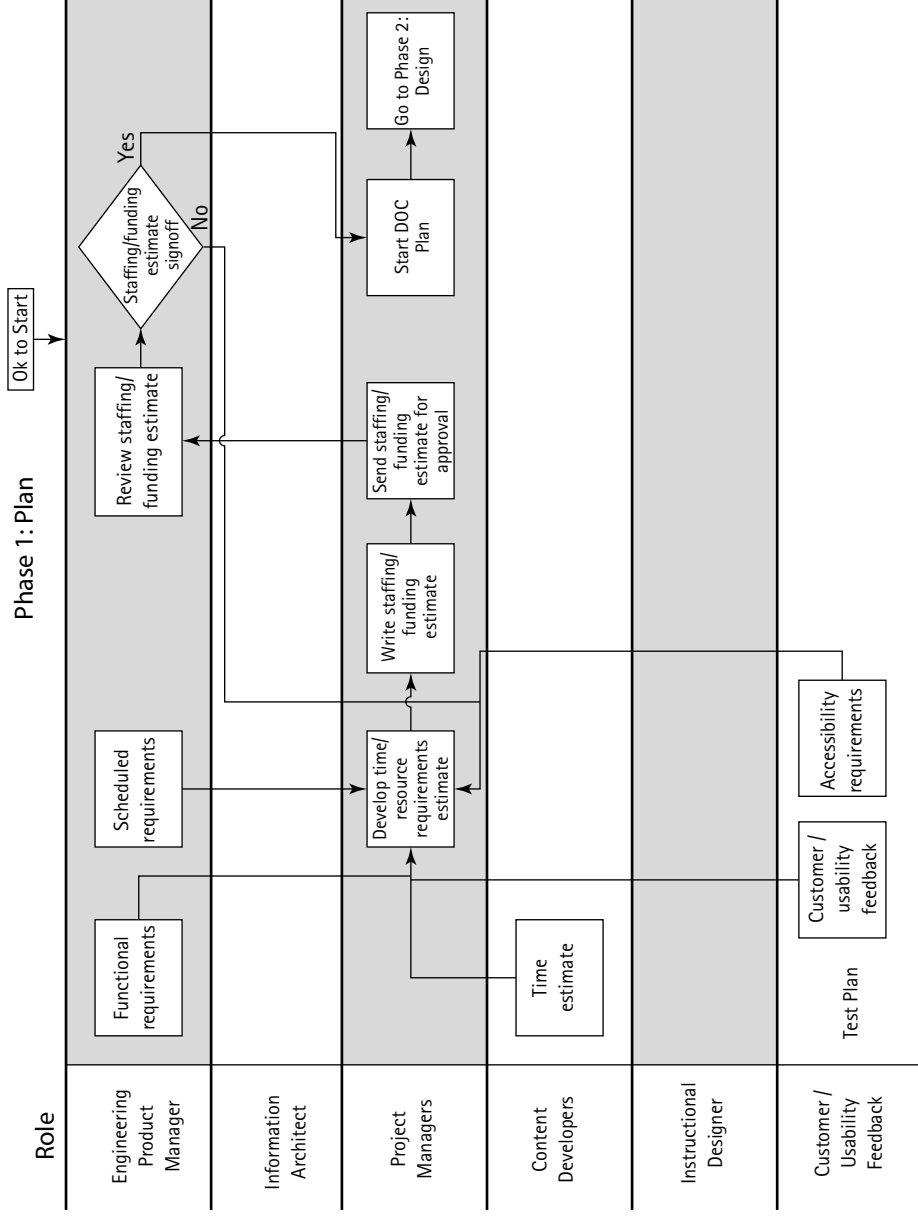 Phase 1: Plan
Role
Ok to Start
Engineering
Product
Manager
Functional
requirements
Scheduled
requirements
Review staffing/
funding estimate
Staffing/funding
estimate
signoff
Yes
No
Information
Architect
Project
Managers
Develop time/
resource
requirements
estimate
Write staffing/
funding
estimate
Send staffing/
funding
estimate for
approval
Start DOC
Plan
Go to Phase 2:
Design
Content
Developers
Time
estimate
Instructional
Designer
Customer /
Usability
Feedback
Test Plan
Customer /
usability
feedback
Accessibility
requirements